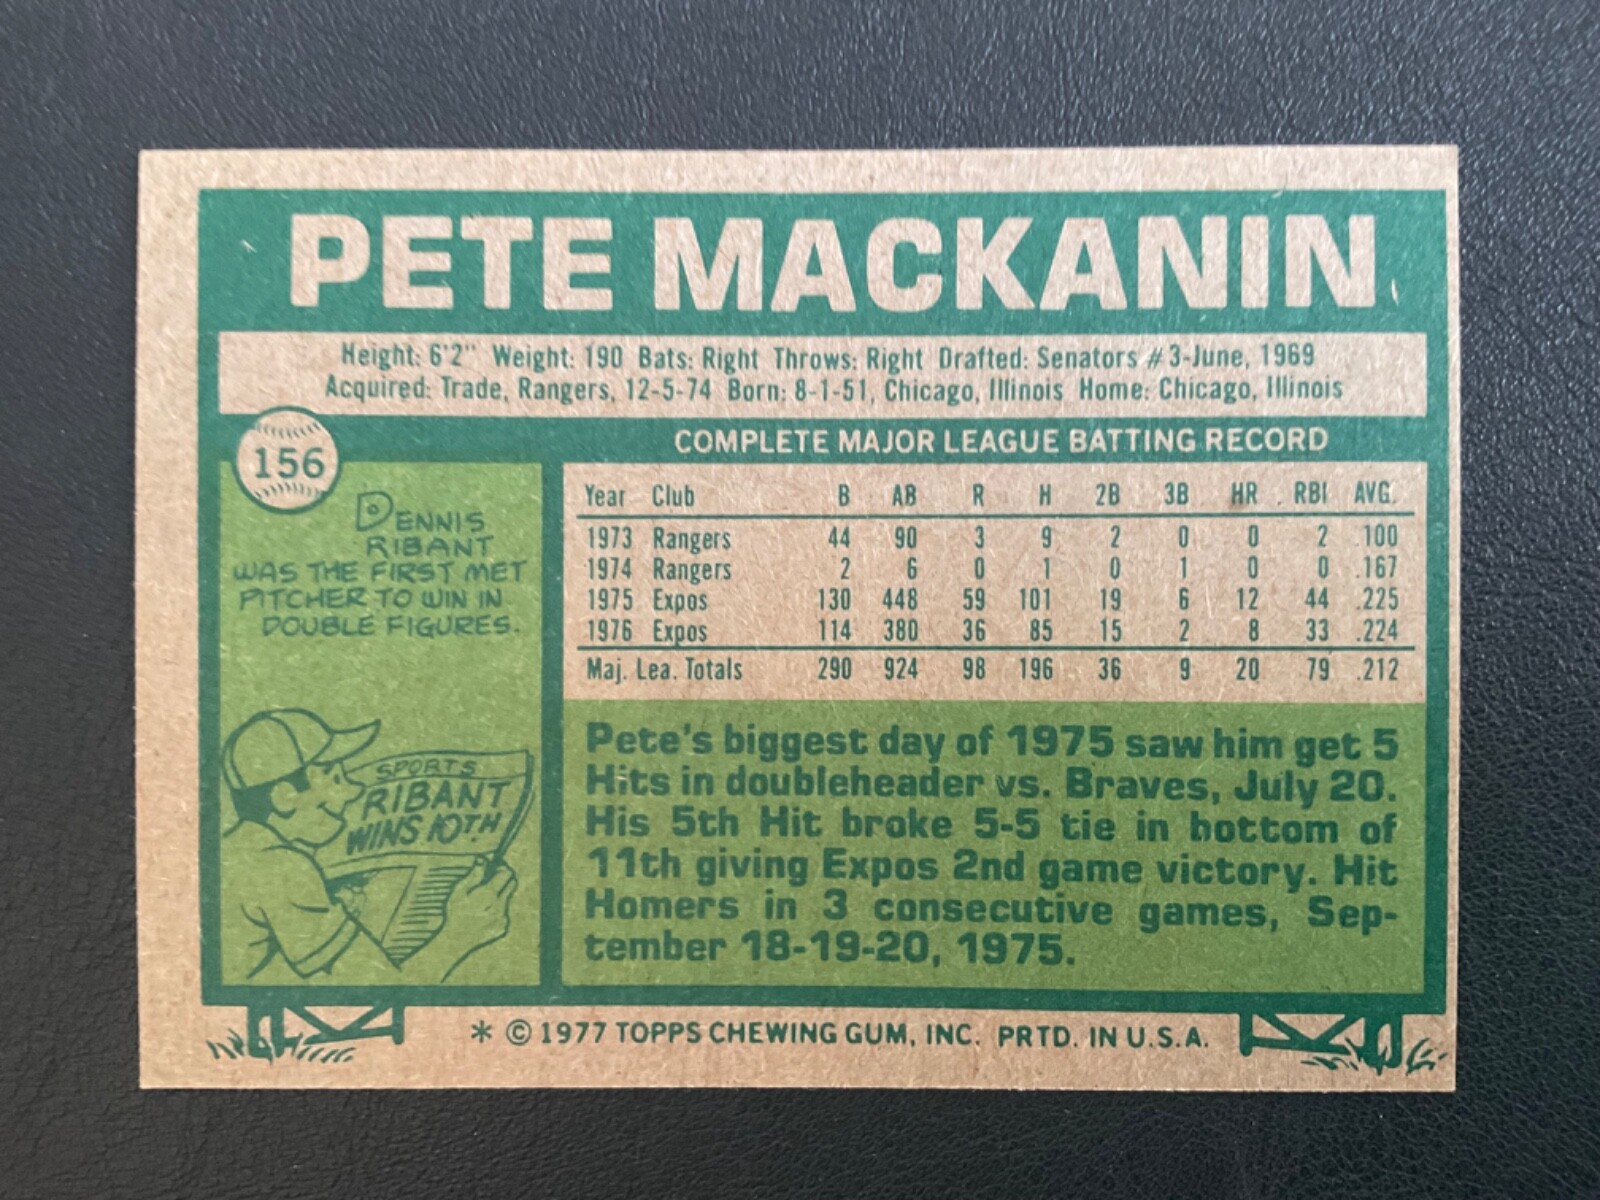 PETE MACKANIN
Height: 6'2" Weight: 190 Bats: Right Throws: Right Drafted: Senators #3-June, 1969
Acquired: Trade, Rangers, 12-5-74 Born: 8-1-51, Chicago, Illinois Home: Chicago, Illinois
156
DENNIS
RIBANT
WAS THE FIRST MET
PITCHER TO WIN IN
DOUBLE FIGURES.
SPORTS
RIBANT
WINS 10TH
COMPLETE MAJOR LEAGUE BATTING RECORD
Year Club B AB R H 2B 3B HR RBI AVG.
1973 Rangers 44 90 3 9 2 0 0 2 .100
1974 Rangers 2 6 0 1 0 1 0 0 .167
1975 Expos 130 448 59 101 19 6 12 44 .225
1976 Expos 114 380 36 85 15 2 8 33 .224
Maj. Lea. Totals 290 924 98 196 36 9 20 79 .212
Pete's biggest day of 1975 saw him get 5
Hits in doubleheader vs. Braves, July 20.
His 5th Hit broke 5-5 tie in bottom of
11th giving Expos 2nd game victory. Hit
Homers in 3 consecutive games, Sep-
tember 18-19-20, 1975.
* © 1977 TOPPS CHEWING GUM, INC. PRTD. IN U.S.A.